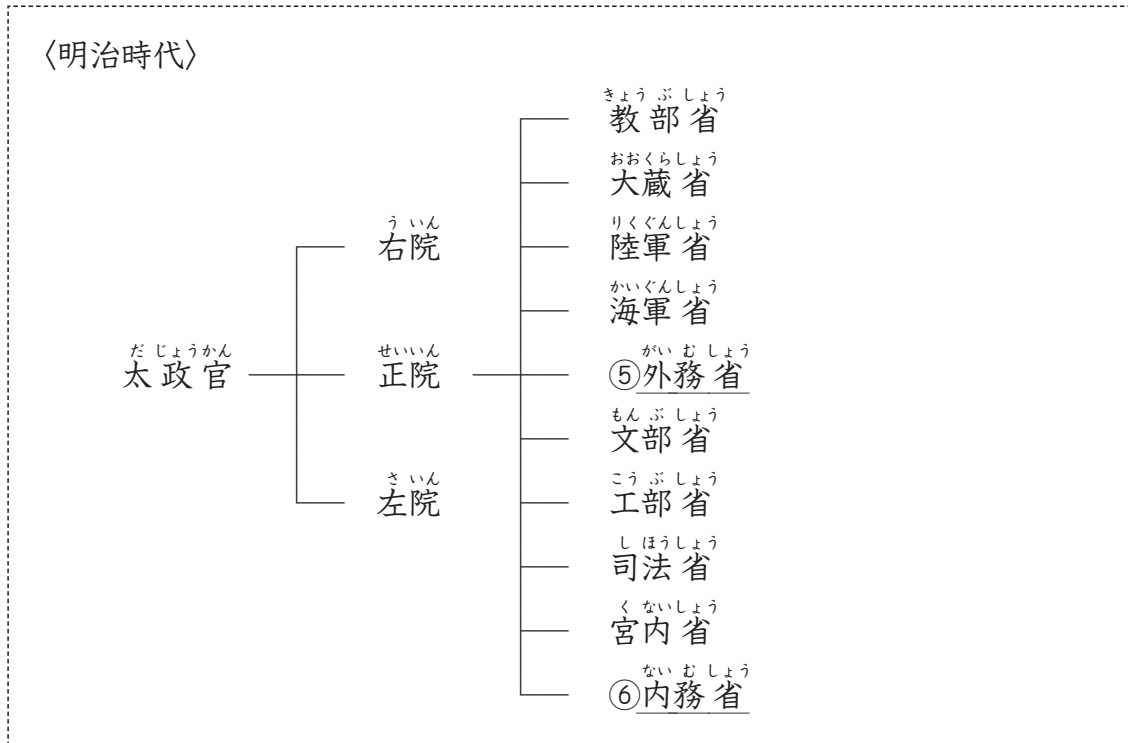 〈明治時代〉
きょうぶしょう
教部省
おおくらしょう
大蔵省
ういん
右院
りくぐんしょう
陸軍省
かいぐんしょう
海軍省
だじょうかん
太政官
せいいん
正院
がいむしょう
⑤外務省
もんぶしょう
文部省
さいん
左院
こうぶしょう
工部省
しほうしょう
司法省
くないしょう
宮内省
ないむしょう
⑥内務省